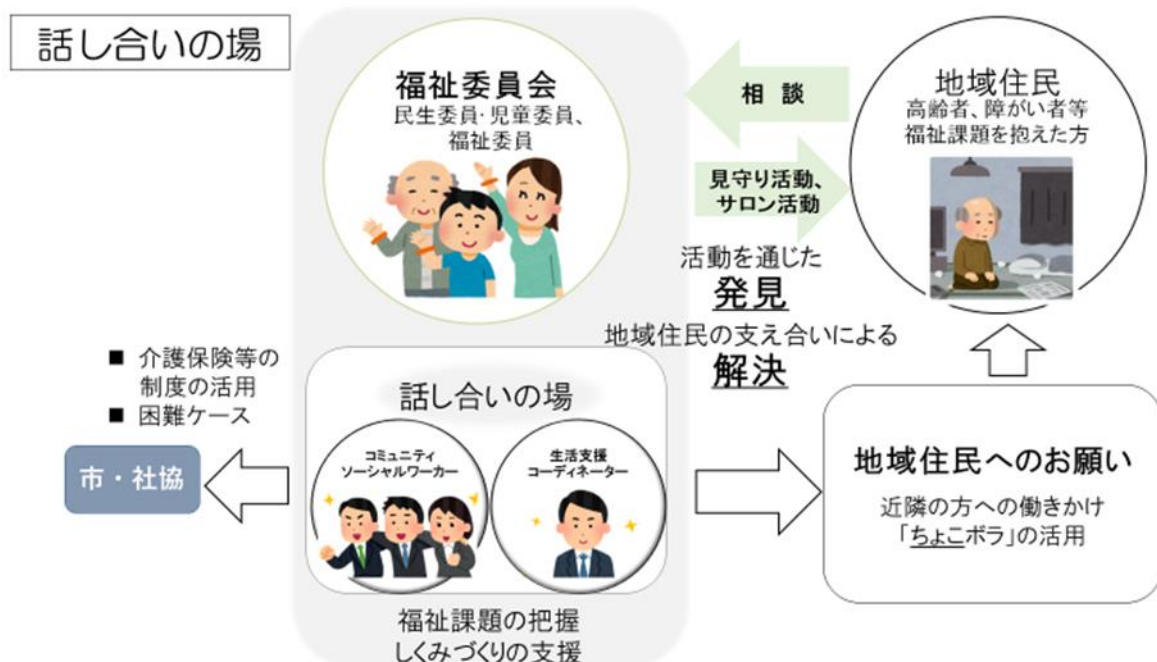 話し合いの場
福祉委員会
民生委員・児童委員、
福祉委員
相 談
見守り活動、
サロン活動
地域住民
高齢者、障がい者等
福祉課題を抱えた方
活動を通じた
発見
地域住民の支え合いによる
解決
■ 介護保険等の
制度の活用
■ 困難ケース
市・社協
話し合いの場
コミュニティ
ソーシャルワーカー
生活支援
コーディネーター
福祉課題の把握
しくみづくりの支援
地域住民へのお願い
近隣の方への働きかけ
「ちょこボラ」の活用